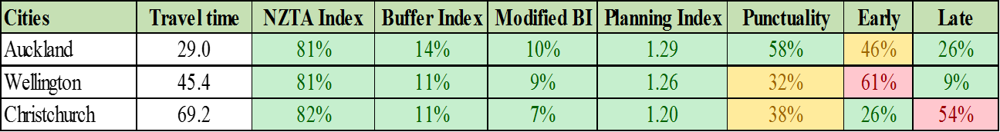 Cities Travel time NZTA Index Buffer Index Modified BI Planning Index Punctuality Early Late
Auckland 29.0 81% 14% 10% 1.29 58% 46% 26%
Wellington 45.4 81% 11% 9% 1.26 32% 61% 9%
Christchurch 69.2 82% 11% 7% 1.20 38% 26% 54%